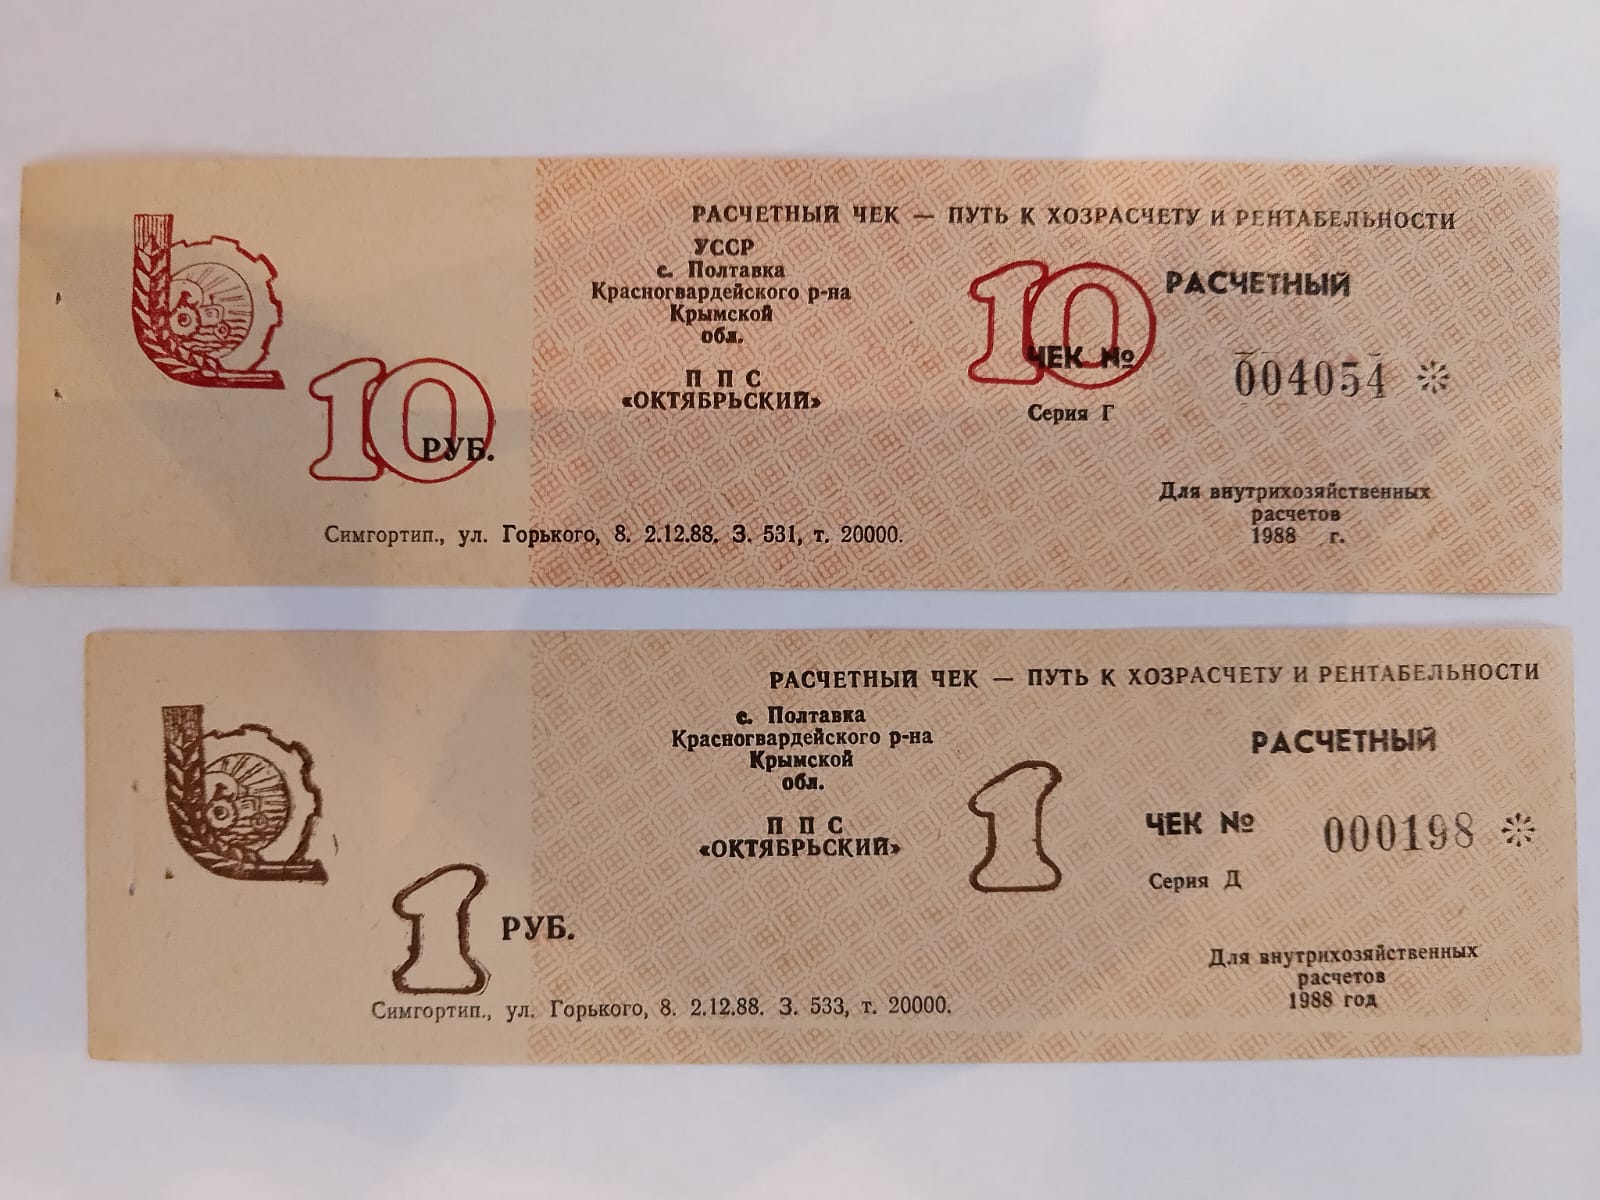 РАСЧЕТНЫЙ ЧЕК — ПУТЬ К ХОЗРАСЧЕТУ И РЕНТАБЕЛЬНОСТИ
УССР
с. Полтавка
Красногвардейского р-на
Крымской
обл.
П П С
«ОКТЯБРЬСКИЙ»
10
РУБ.
10
РАСЧЕТНЫЙ
ЧЕК № 004054 *
Серия Г
Для внутрихозяйственных
расчетов
1988 г.
Симгортип., ул. Горького, 8. 2.12.88. З. 531, т. 20000.
РАСЧЕТНЫЙ ЧЕК — ПУТЬ К ХОЗРАСЧЕТУ И РЕНТАБЕЛЬНОСТИ
с. Полтавка
Красногвардейского р-на
Крымской
обл.
П П С
«ОКТЯБРЬСКИЙ»
1 РУБ.
1
РАСЧЕТНЫЙ
ЧЕК № 000198 *
Серия Д
Для внутрихозяйственных
расчетов
1988 год
Симгортип., ул. Горького, 8. 2.12.88. З. 533, т. 20000.